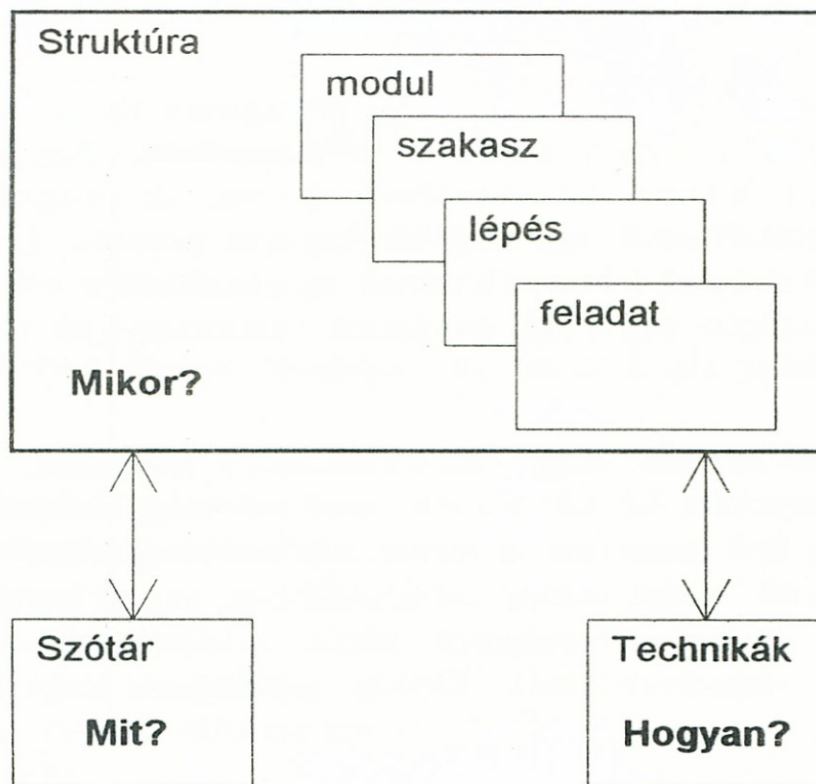 Struktúra
modul
szakasz
lépés
feladat
Mikor?
Szótár
Mit?
Technikák
Hogyan?